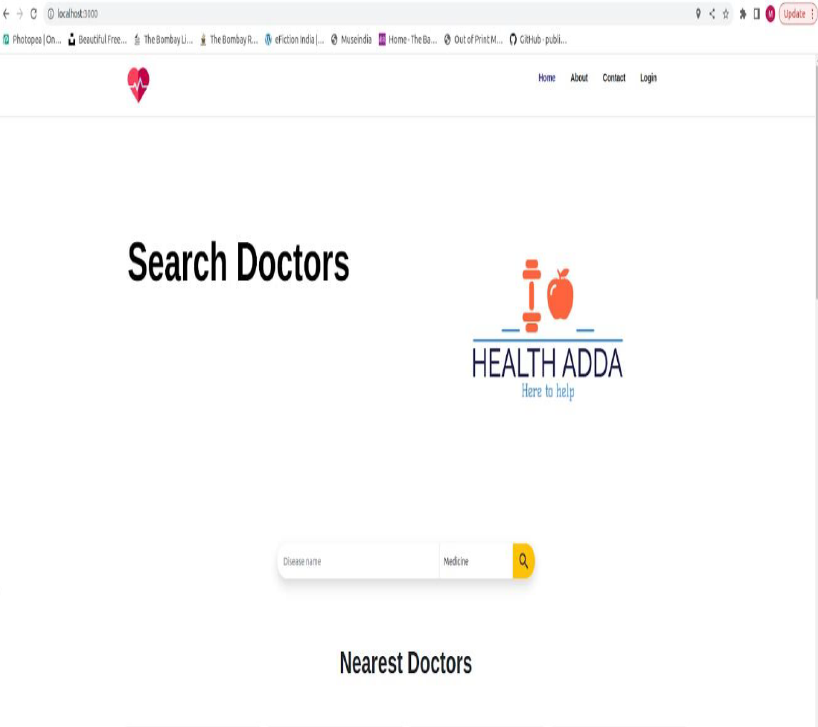 localhost:3000
Update
Photopea | On... Beautiful Free... The Bombay Li... The Bombay R... eFiction India |... Museindia Home - The Ba... Out of Print M... GitHub - publi...
Home About Contact Login
Search Doctors
HEALTH ADDA
Here to help
Disease name Medicine
Nearest Doctors